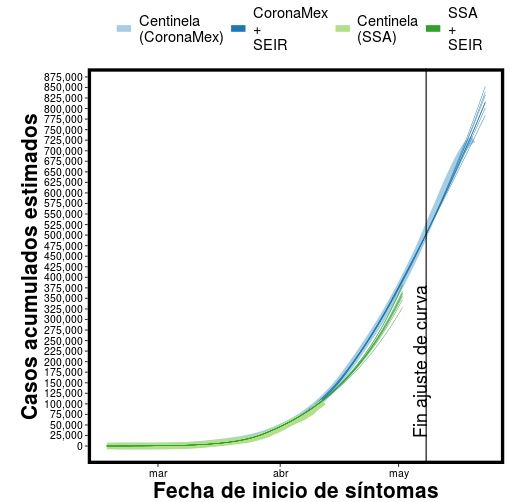 Centinela
(CoronaMex)
CoronaMex
+
SEIR
Centinela
(SSA)
SSA
+
SEIR
Casos acumulados estimados
875,000
850,000
825,000
800,000
775,000
750,000
725,000
700,000
675,000
650,000
625,000
600,000
575,000
550,000
525,000
500,000
475,000
450,000
425,000
400,000
375,000
350,000
325,000
300,000
275,000
250,000
225,000
200,000
175,000
150,000
125,000
100,000
75,000
50,000
25,000
0
Fin ajuste de curva
mar
abr
may
Fecha de inicio de síntomas